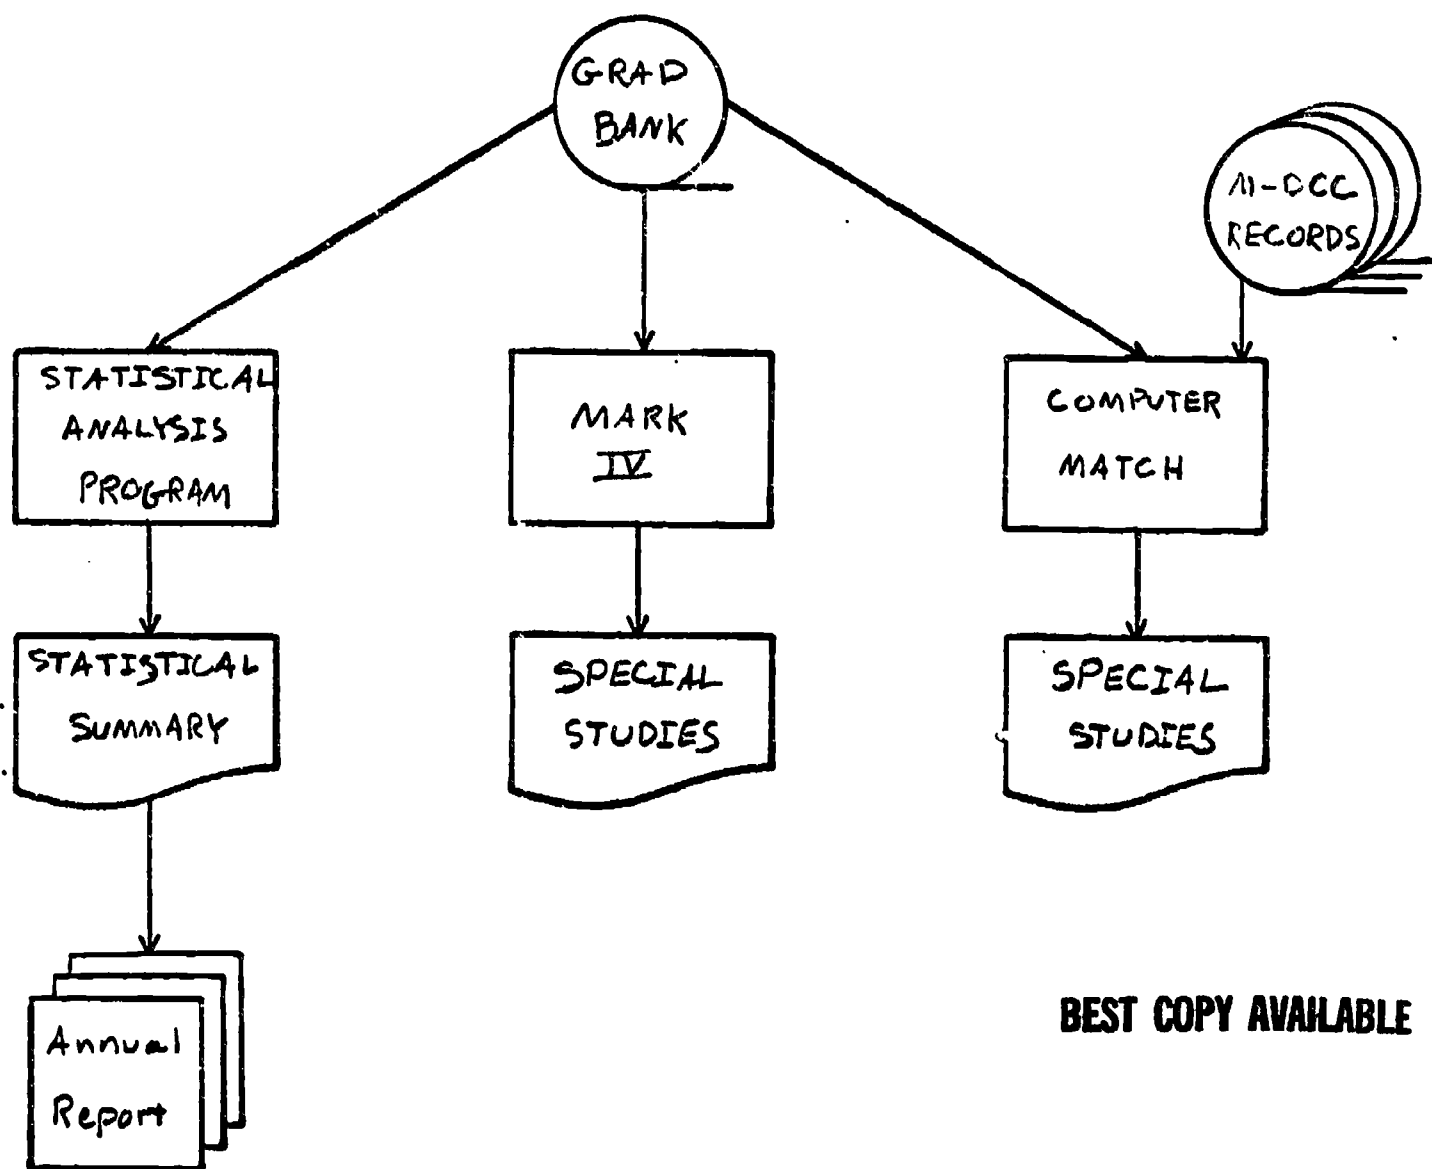 GRAD
BANK
M-DCC
RECORDS
STATISTICAL
ANALYSIS
PROGRAM
MARK
IV
COMPUTER
MATCH
STATISTICAL
SUMMARY
SPECIAL
STUDIES
SPECIAL
STUDIES
Annual
Report
BEST COPY AVAILABLE